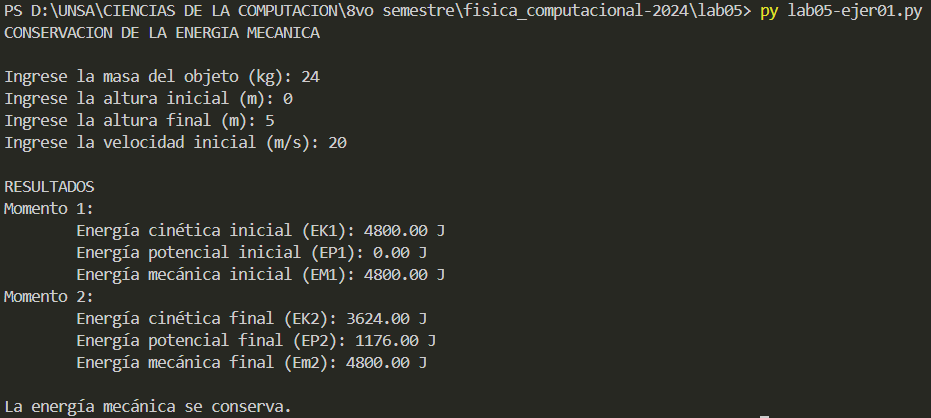 PS D:\UNSA\CIENCIAS DE LA COMPUTACION\8vo semestre\fisica_computacional-2024\lab05> py lab05-ejer01.py
CONSERVACION DE LA ENERGIA MECANICA
Ingrese la masa del objeto (kg): 24
Ingrese la altura inicial (m): 0
Ingrese la altura final (m): 5
Ingrese la velocidad inicial (m/s): 20
RESULTADOS
Momento 1:
Energía cinética inicial (EK1): 4800.00 J
Energía potencial inicial (EP1): 0.00 J
Energía mecánica inicial (EM1): 4800.00 J
Momento 2:
Energía cinética final (EK2): 3624.00 J
Energía potencial final (EP2): 1176.00 J
Energía mecánica final (Em2): 4800.00 J
La energía mecánica se conserva.